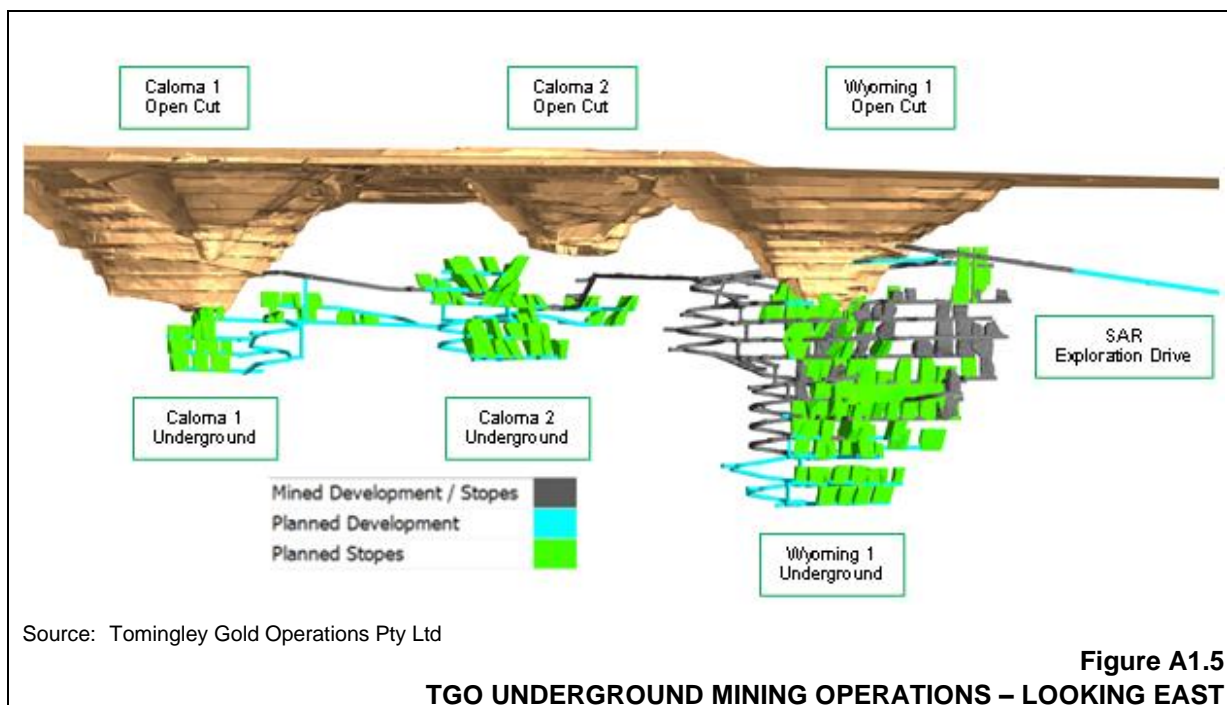 Caloma 1
Open Cut
Caloma 2
Open Cut
Wyoming 1
Open Cut
SAR
Exploration Drive
Caloma 1
Underground
Caloma 2
Underground
Mined Development / Stopes
Planned Development
Planned Stopes
Wyoming 1
Underground
Source: Tomingley Gold Operations Pty Ltd
Figure A1.5
TGO UNDERGROUND MINING OPERATIONS – LOOKING EAST